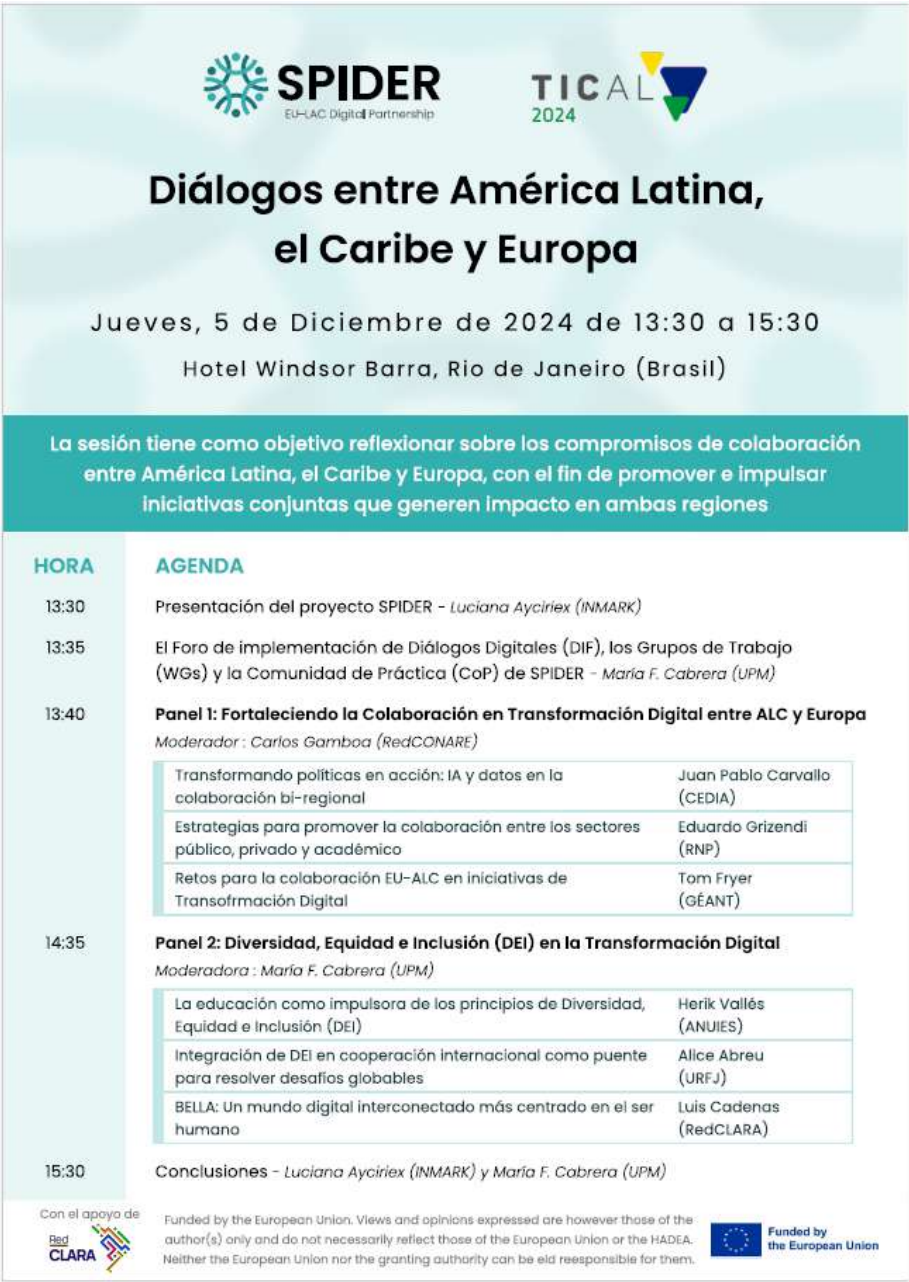 SPIDER
EU-LAC Digital Partnership
TICAL
2024
Diálogos entre América Latina,
el Caribe y Europa
Jueves, 5 de Diciembre de 2024 de 13:30 a 15:30
Hotel Windsor Barra, Rio de Janeiro (Brasil)
La sesión tiene como objetivo reflexionar sobre los compromisos de colaboración
entre América Latina, el Caribe y Europa, con el fin de promover e impulsar
iniciativas conjuntas que generen impacto en ambas regiones
HORA AGENDA
13:30 Presentación del proyecto SPIDER - Luciana Ayciriex (INMARK)
13:35 El Foro de implementación de Diálogos Digitales (DIF), los Grupos de Trabajo
(WGs) y la Comunidad de Práctica (CoP) de SPIDER - María F. Cabrera (UPM)
13:40 Panel 1: Fortaleciendo la Colaboración en Transformación Digital entre ALC y Europa
Moderador : Carlos Gamboa (RedCONARE)
Transformando políticas en acción: IA y datos en la Juan Pablo Carvallo
colaboración bi-regional (CEDIA)
Estrategias para promover la colaboración entre los sectores Eduardo Grizendi
público, privado y académico (RNP)
Retos para la colaboración EU-ALC en iniciativas de Tom Fryer
Transofrmación Digital (GÉANT)
14:35 Panel 2: Diversidad, Equidad e Inclusión (DEI) en la Transformación Digital
Moderadora : María F. Cabrera (UPM)
La educación como impulsora de los principios de Diversidad, Herik Vallés
Equidad e Inclusión (DEI) (ANUIES)
Integración de DEI en cooperación internacional como puente Alice Abreu
para resolver desafíos globables (URFJ)
BELLA: Un mundo digital interconectado más centrado en el ser Luis Cadenas
humano (RedCLARA)
15:30 Conclusiones - Luciana Ayciriex (INMARK) y María F. Cabrera (UPM)
Con el apoyo de
Red
CLARA
Funded by the European Union. Views and opinions expressed are however those of the
author(s) only and do not necessarily reflect those of the European Union or the HADEA.
Neither the European Union nor the granting authority can be eld reesponsible for them.
Funded by
the European Union